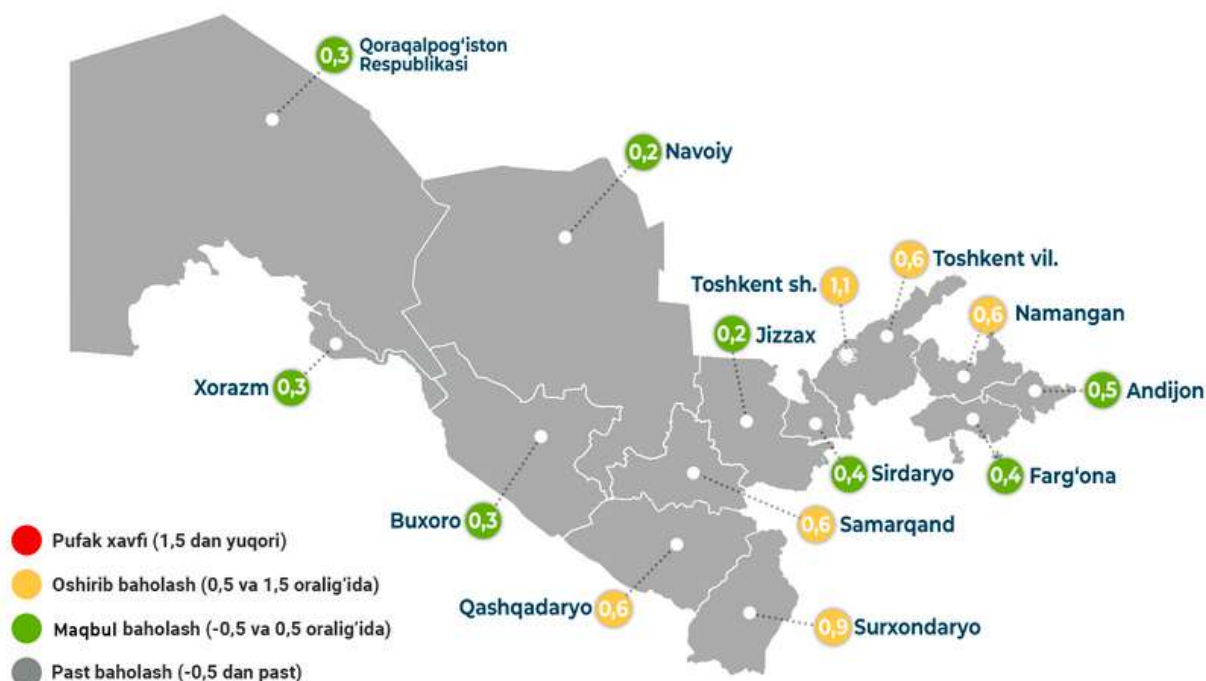 0,3 Qoraqalpog'iston
Respublikasi
0,2 Navoiy
0,6 Toshkent vil.
Toshkent sh. 1,1
0,6 Namangan
0,2 Jizzax
Xorazm 0,3
0,5 Andijon
0,4 Sirdaryo
0,4 Farg'ona
Buxoro 0,3
0,6 Samarqand
Qashqadaryo 0,6
0,9 Surxondaryo
Pufak xavfi (1,5 dan yuqori)
Oshirib baholash (0,5 va 1,5 oralig'ida)
Maqbul baholash (-0,5 va 0,5 oralig'ida)
Past baholash (-0,5 dan past)